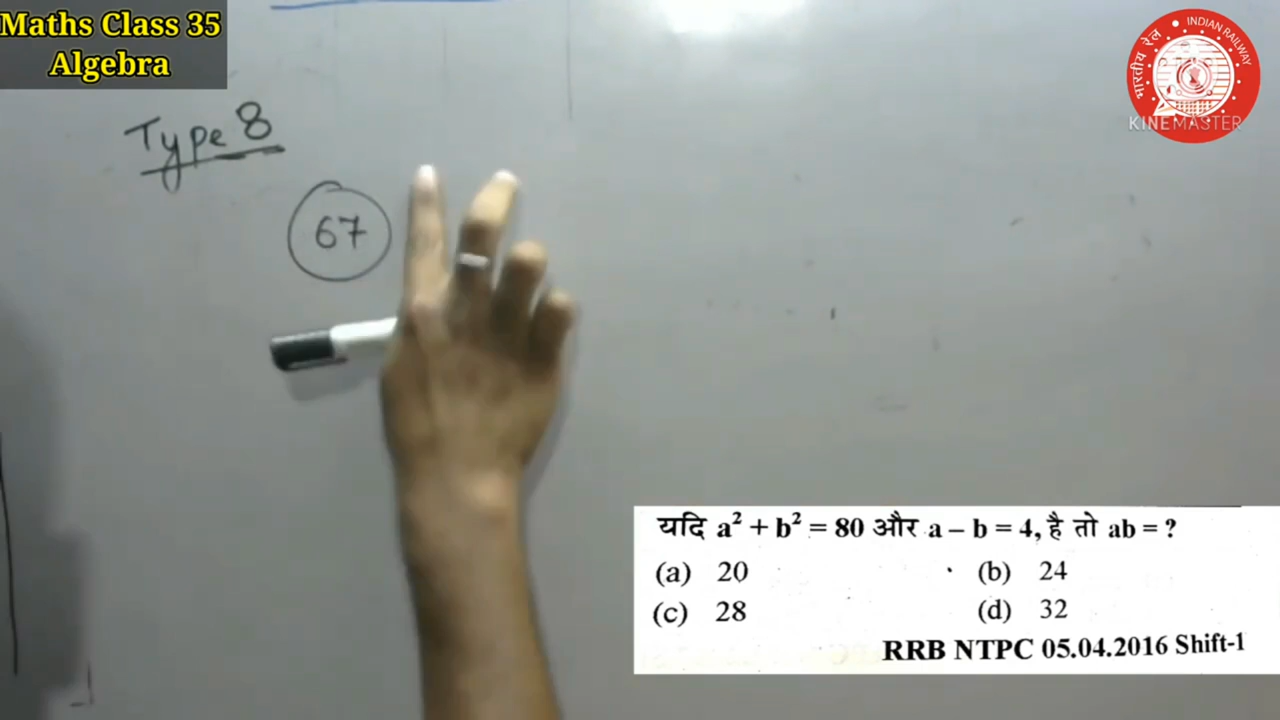 Maths Class 35
Algebra
भारतीय रेल
INDIAN RAILWAY
KINEMASTER
Type 8
67
यदि a² + b² = 80 और a – b = 4, है तो ab = ?
(a) 20 (b) 24
(c) 28 (d) 32
RRB NTPC 05.04.2016 Shift-1